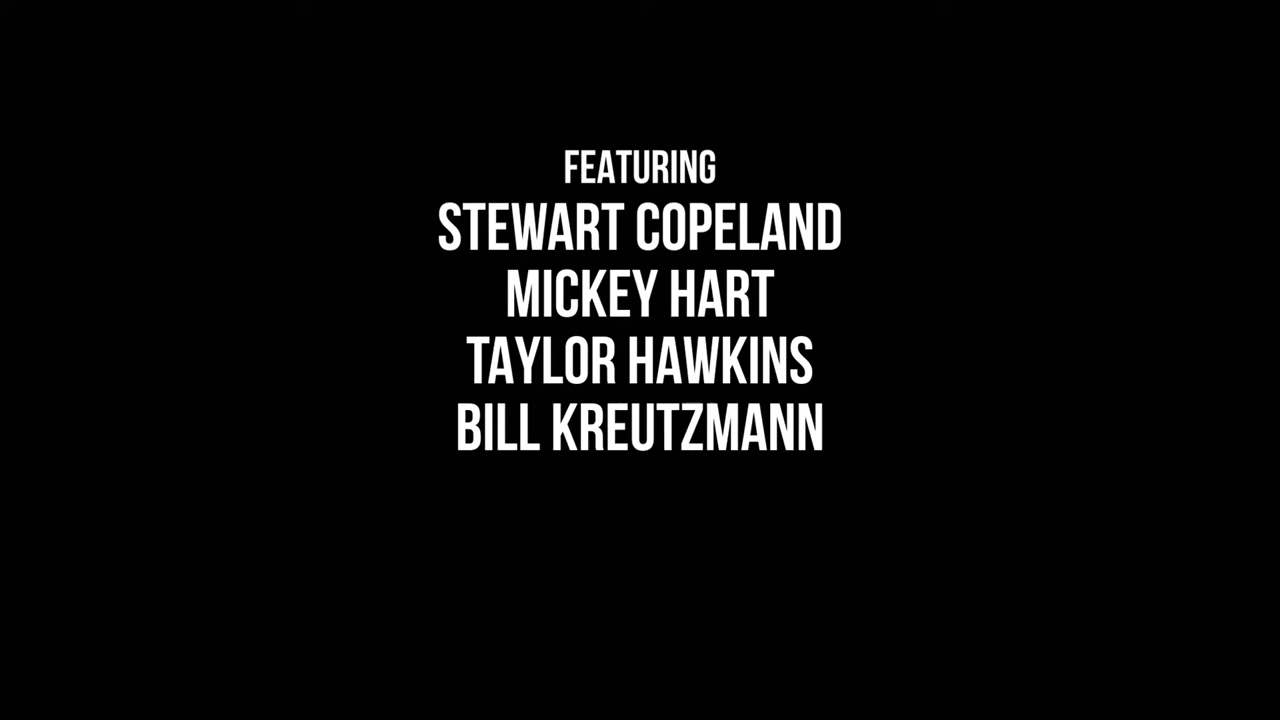 FEATURING
STEWART COPELAND
MICKEY HART
TAYLOR HAWKINS
BILL KREUTZMANN